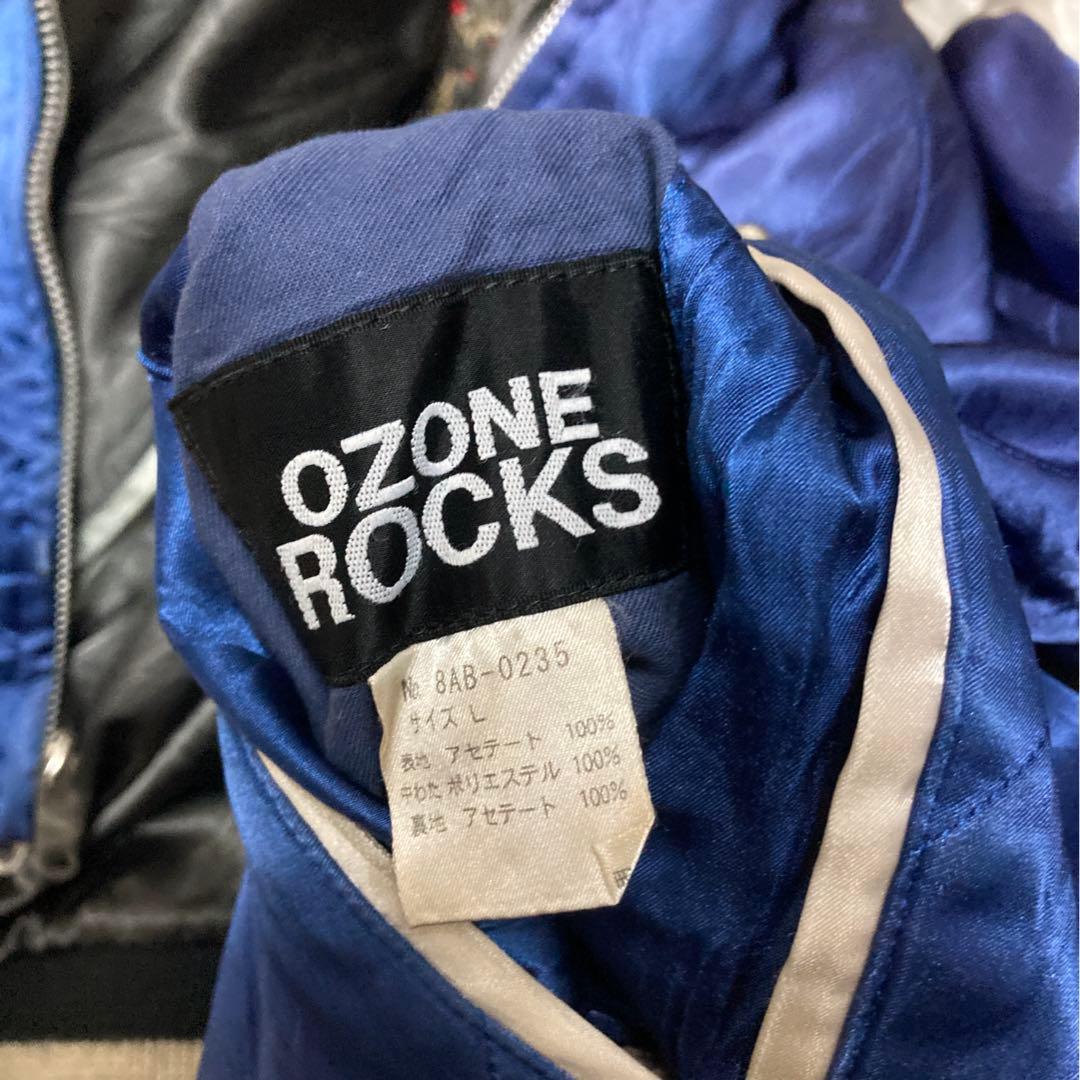 OZONE
ROCKS
№ 8AB-0235
サイズ L
表地 アセテート 100%
中わた ポリエステル 100%
裏地 アセテート 100%